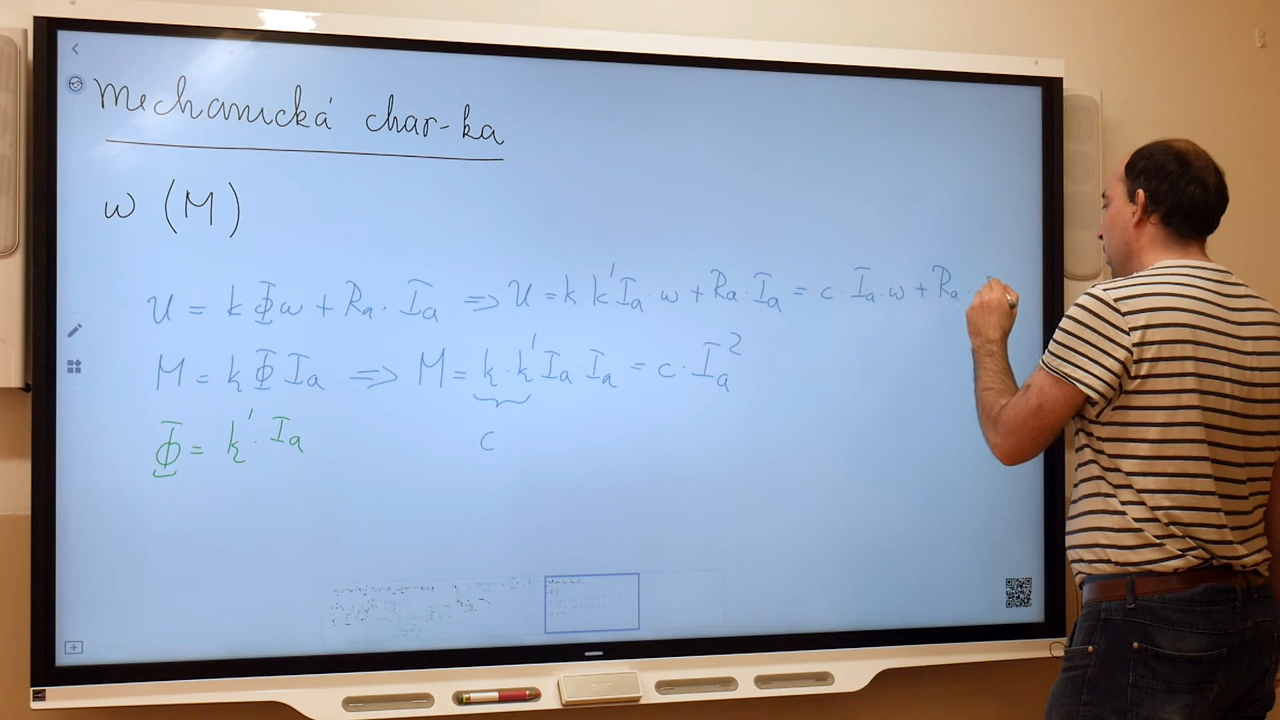 mechanická char-ka
ω (M)
U = kΦω + Ra · Ia => U = k·k'Ia·ω + Ra·Ia = c·Ia·ω + Ra·
M = kΦIa => M = k·k'Ia Ia = c·Ia²
c
Φ = k'·Ia